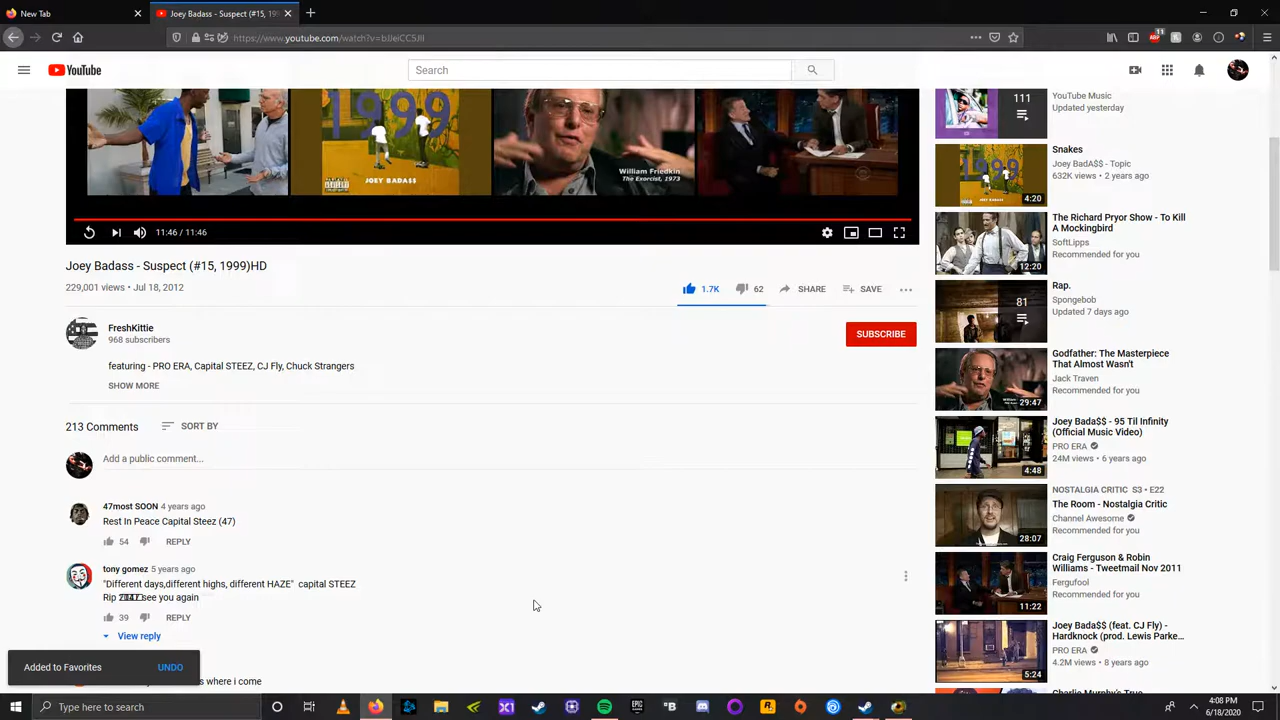 New Tab
Joey Badass - Suspect (#15, 199
YouTube
Search
1999
JOEY BADA$$
William Friedkin
The Exorcist, 1973
11:46 / 11:46
Joey Badass - Suspect (#15, 1999)HD
229,001 views • Jul 18, 2012
1.7K
62
SHARE
SAVE
FreshKittie
968 subscribers
SUBSCRIBE
featuring - PRO ERA, Capital STEEZ, CJ Fly, Chuck Strangers
SHOW MORE
213 Comments
SORT BY
Add a public comment...
47most SOON 4 years ago
Rest In Peace Capital Steez (47)
54
REPLY
tony gomez 5 years ago
"Different days,different highs, different HAZE" capital STEEZ
Rip 2047 see you again
39
REPLY
View reply
Added to Favorites
UNDO
s where i come
111
YouTube Music
Updated yesterday
Snakes
Joey BadA$$ - Topic
632K views • 2 years ago
4:20
The Richard Pryor Show - To Kill
A Mockingbird
SoftLipps
Recommended for you
12:20
81
Rap.
Spongebob
Updated 7 days ago
Godfather: The Masterpiece
That Almost Wasn't
Jack Traven
Recommended for you
29:47
Joey Bada$$ - 95 Til Infinity
(Official Music Video)
PRO ERA
24M views • 6 years ago
4:48
NOSTALGIA CRITIC S3 • E22
The Room - Nostalgia Critic
Channel Awesome
Recommended for you
28:07
Craig Ferguson & Robin
Williams - Tweetmail Nov 2011
Fergufool
Recommended for you
11:22
Joey Bada$$ (feat. CJ Fly) -
Hardknock (prod. Lewis Parke...
PRO ERA
4.2M views • 8 years ago
5:24
Charlie Murphy's True
Type here to search
4:08 PM
6/18/2020